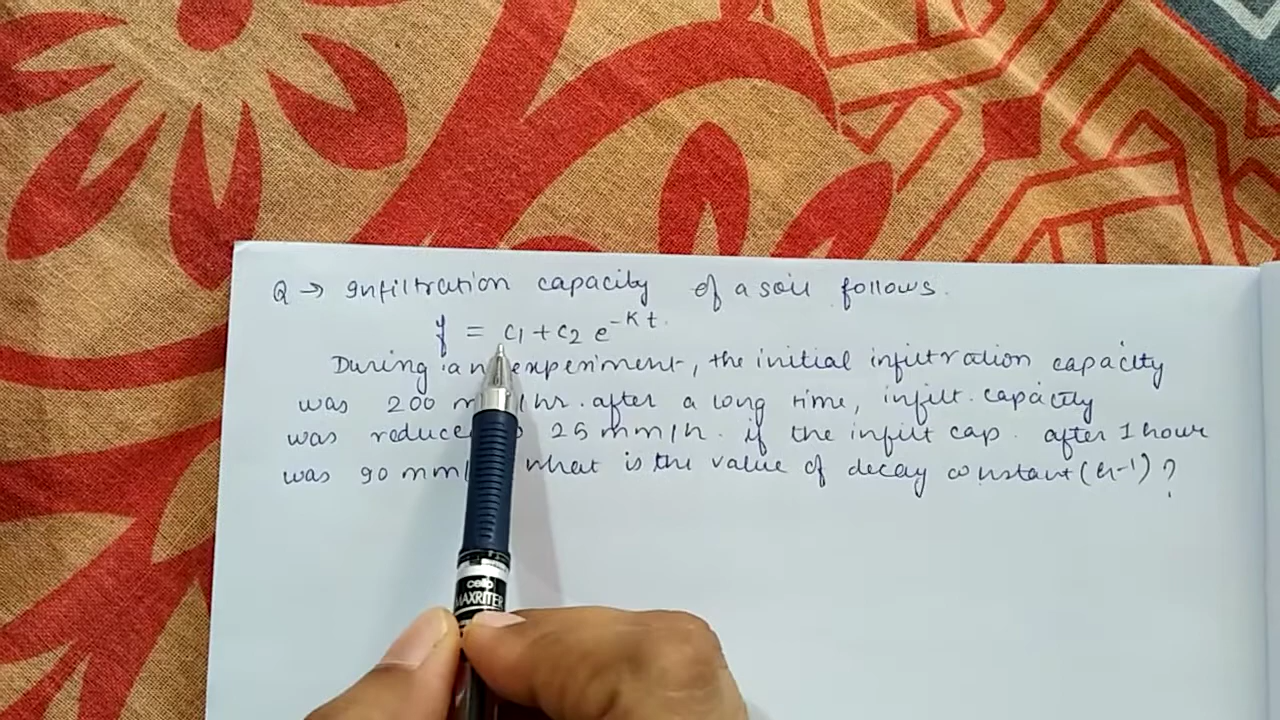 Q → Infiltration capacity of a soil follows.
f = c1 + c2 e^-Kt.
During an experiment, the initial infiltration capacity
was 200 hr. after a long time, infilt. capacity
was 25 mm/h. if the infilt cap. after 1 hour
was 90 what is the value of decay constant (h-1) ?
cello
MAXRITER